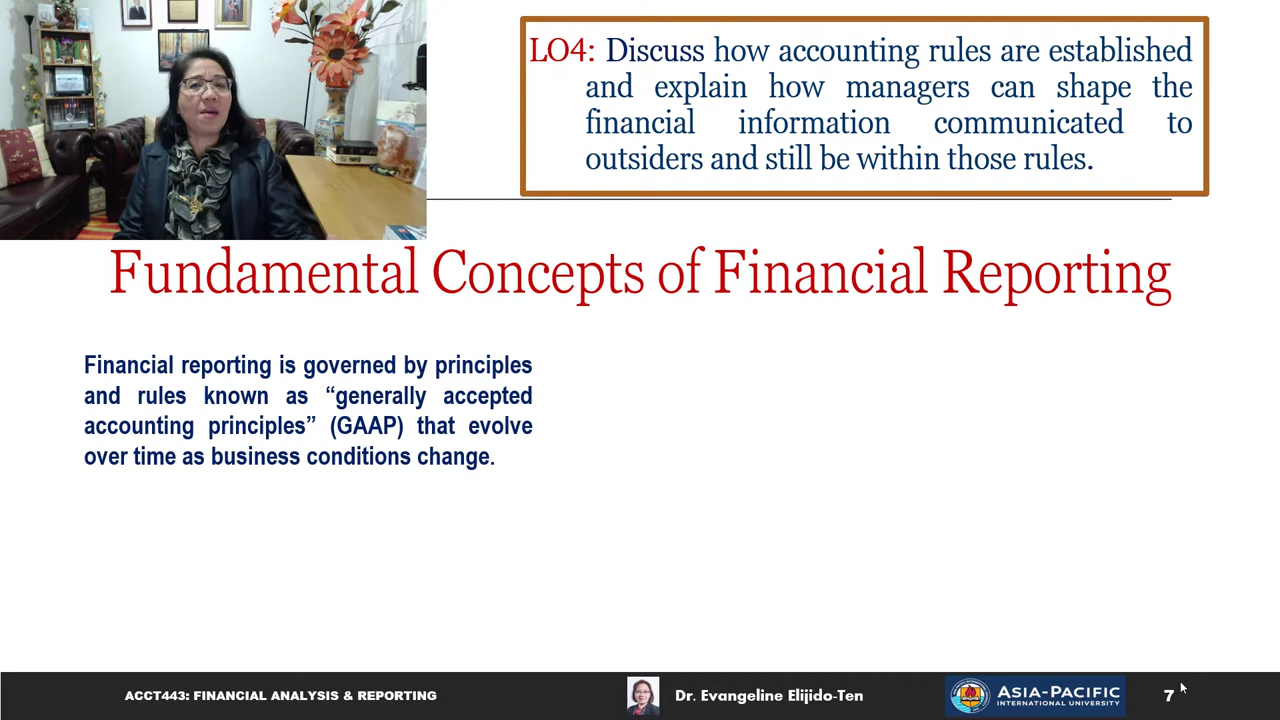 LO4: Discuss how accounting rules are established
and explain how managers can shape the
financial information communicated to
outsiders and still be within those rules.
Fundamental Concepts of Financial Reporting
Financial reporting is governed by principles
and rules known as “generally accepted
accounting principles” (GAAP) that evolve
over time as business conditions change.
ACCT443: FINANCIAL ANALYSIS & REPORTING
Dr. Evangeline Elijido-Ten
ASIA-PACIFIC
INTERNATIONAL UNIVERSITY
7